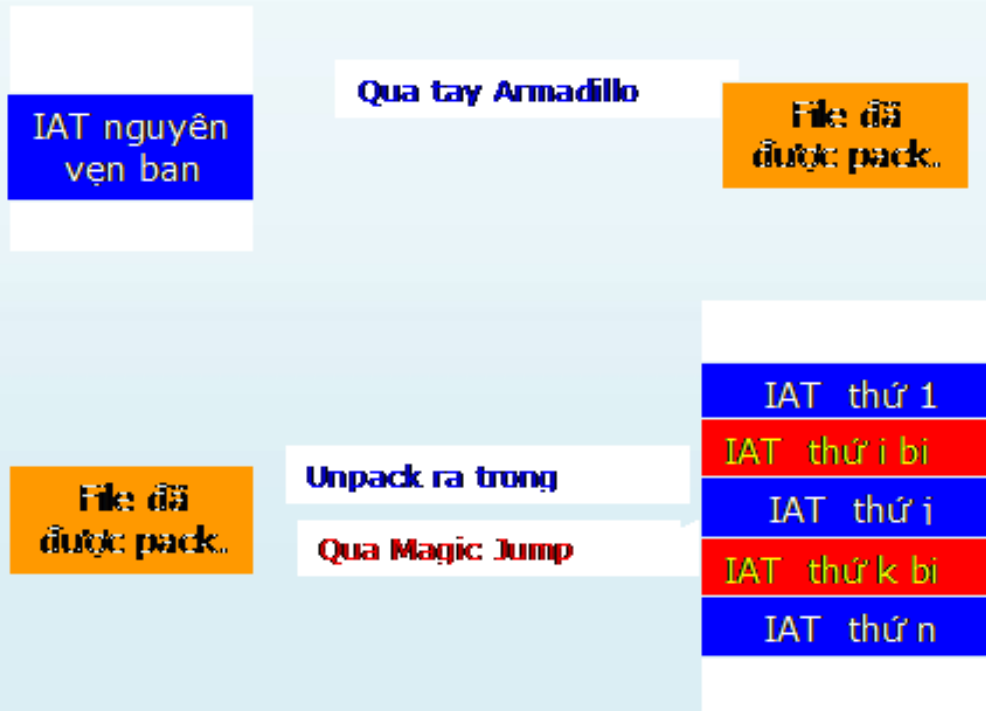 Qua tay Armadillo
IAT nguyên
vẹn ban
File đã
được pack..
IAT thứ 1
IAT thứ i bi
Unpack ra trong
File đã
được pack..
IAT thứ j
Qua Magic Jump
IAT thứ k bi
IAT thứ n